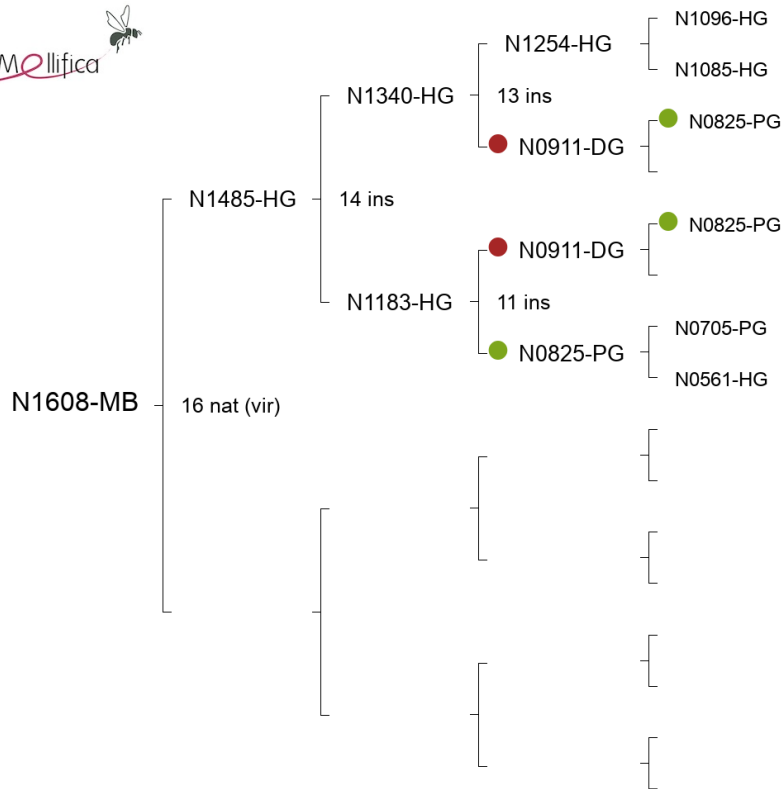 Mellifica
N1096-HG
N1254-HG
N1085-HG
N1340-HG
13 ins
N0825-PG
N0911-DG
N1485-HG
14 ins
N0825-PG
N0911-DG
N1183-HG
11 ins
N0705-PG
N0825-PG
N0561-HG
N1608-MB
16 nat (vir)